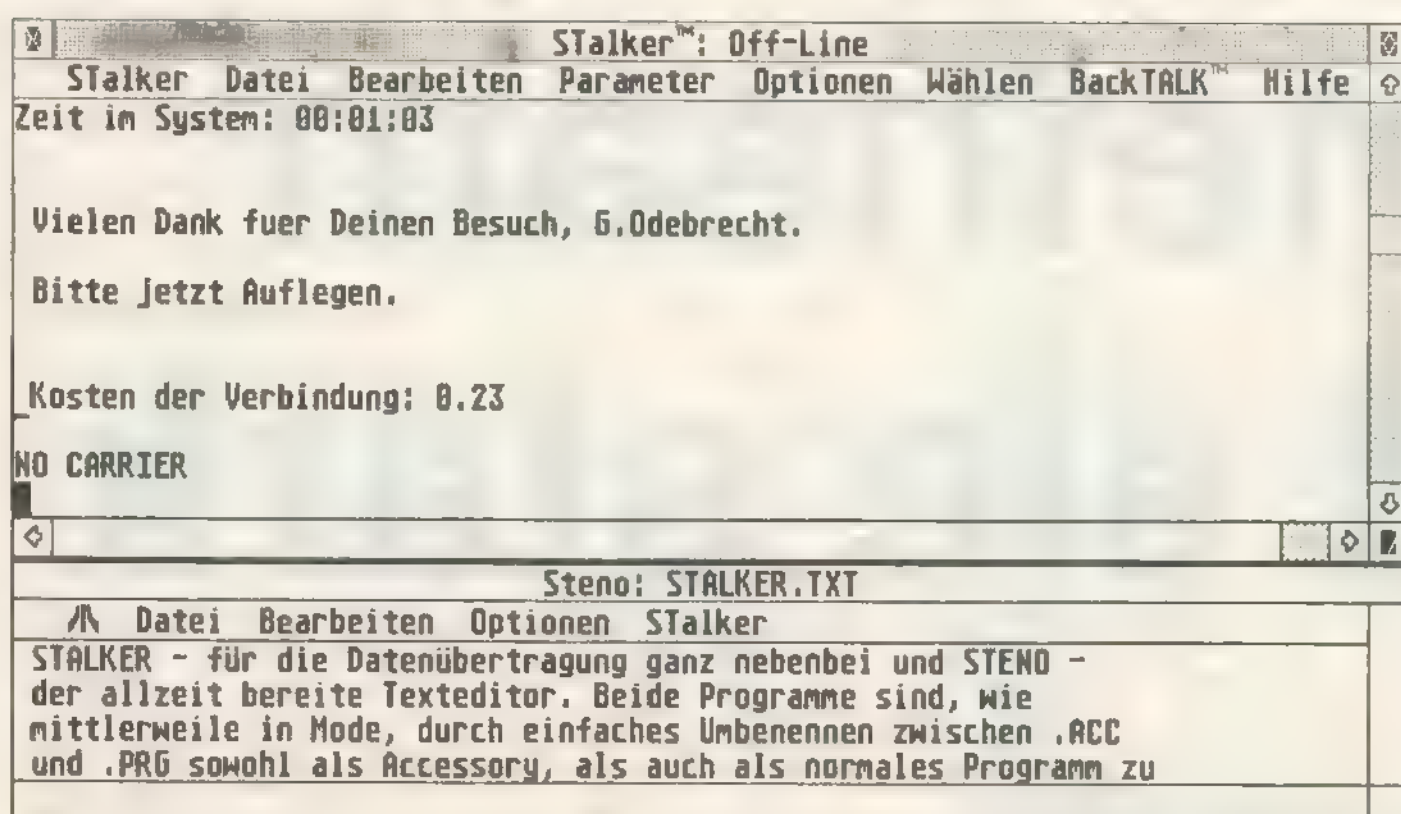 STalker™: Off-Line
STalker Datei Bearbeiten Parameter Optionen Wählen BackTALK™ Hilfe
Zeit im System: 00:01:03
Vielen Dank fuer Deinen Besuch, G.Odebrecht.
Bitte jetzt Auflegen.
Kosten der Verbindung: 0.23
NO CARRIER
Steno: STALKER.TXT
Datei Bearbeiten Optionen STalker
STALKER - für die Datenübertragung ganz nebenbei und STENO -
der allzeit bereite Texteditor. Beide Programme sind, wie
mittlerweile in Mode, durch einfaches Umbenennen zwischen .ACC
und .PRG sowohl als Accessory, als auch als normales Programm zu